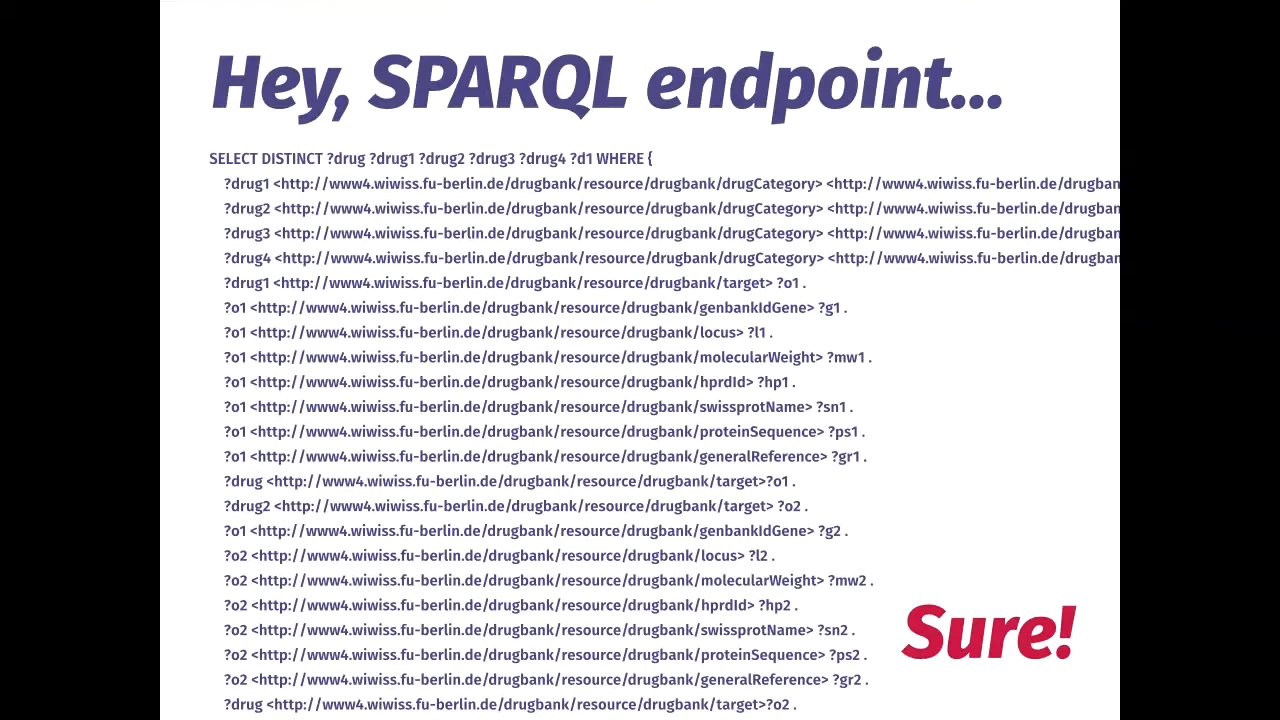 Hey, SPARQL endpoint...
SELECT DISTINCT ?drug ?drug1 ?drug2 ?drug3 ?drug4 ?d1 WHERE {
?drug1 <http://www4.wiwiss.fu-berlin.de/drugbank/resource/drugbank/drugCategory> <http://www4.wiwiss.fu-berlin.de/drugban
?drug2 <http://www4.wiwiss.fu-berlin.de/drugbank/resource/drugbank/drugCategory> <http://www4.wiwiss.fu-berlin.de/drugban
?drug3 <http://www4.wiwiss.fu-berlin.de/drugbank/resource/drugbank/drugCategory> <http://www4.wiwiss.fu-berlin.de/drugban
?drug4 <http://www4.wiwiss.fu-berlin.de/drugbank/resource/drugbank/drugCategory> <http://www4.wiwiss.fu-berlin.de/drugban
?drug1 <http://www4.wiwiss.fu-berlin.de/drugbank/resource/drugbank/target> ?o1 .
?o1 <http://www4.wiwiss.fu-berlin.de/drugbank/resource/drugbank/genbankIdGene> ?g1 .
?o1 <http://www4.wiwiss.fu-berlin.de/drugbank/resource/drugbank/locus> ?l1 .
?o1 <http://www4.wiwiss.fu-berlin.de/drugbank/resource/drugbank/molecularWeight> ?mw1 .
?o1 <http://www4.wiwiss.fu-berlin.de/drugbank/resource/drugbank/hprdId> ?hp1 .
?o1 <http://www4.wiwiss.fu-berlin.de/drugbank/resource/drugbank/swissprotName> ?sn1 .
?o1 <http://www4.wiwiss.fu-berlin.de/drugbank/resource/drugbank/proteinSequence> ?ps1 .
?o1 <http://www4.wiwiss.fu-berlin.de/drugbank/resource/drugbank/generalReference> ?gr1 .
?drug <http://www4.wiwiss.fu-berlin.de/drugbank/resource/drugbank/target>?o1 .
?drug2 <http://www4.wiwiss.fu-berlin.de/drugbank/resource/drugbank/target> ?o2 .
?o1 <http://www4.wiwiss.fu-berlin.de/drugbank/resource/drugbank/genbankIdGene> ?g2 .
?o2 <http://www4.wiwiss.fu-berlin.de/drugbank/resource/drugbank/locus> ?l2 .
?o2 <http://www4.wiwiss.fu-berlin.de/drugbank/resource/drugbank/molecularWeight> ?mw2 .
?o2 <http://www4.wiwiss.fu-berlin.de/drugbank/resource/drugbank/hprdId> ?hp2 .
?o2 <http://www4.wiwiss.fu-berlin.de/drugbank/resource/drugbank/swissprotName> ?sn2 .
?o2 <http://www4.wiwiss.fu-berlin.de/drugbank/resource/drugbank/proteinSequence> ?ps2 .
?o2 <http://www4.wiwiss.fu-berlin.de/drugbank/resource/drugbank/generalReference> ?gr2 .
?drug <http://www4.wiwiss.fu-berlin.de/drugbank/resource/drugbank/target>?o2 .
Sure!